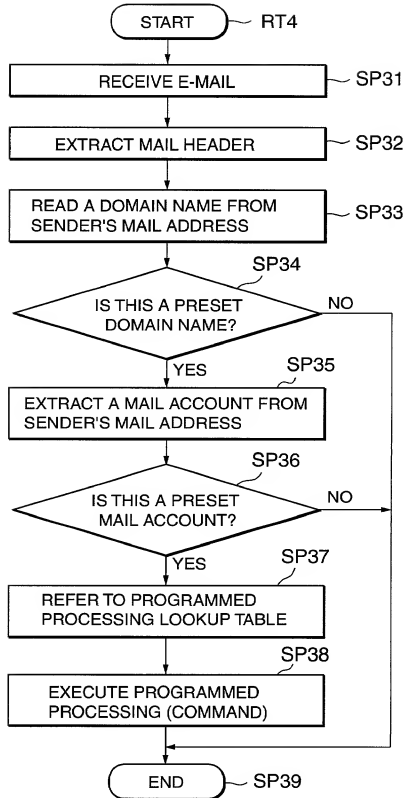 START
RT4
RECEIVE E-MAIL
SP31
EXTRACT MAIL HEADER
SP32
READ A DOMAIN NAME FROM
SENDER'S MAIL ADDRESS
SP33
SP34
IS THIS A PRESET
DOMAIN NAME?
NO
YES
SP35
EXTRACT A MAIL ACCOUNT FROM
SENDER'S MAIL ADDRESS
SP36
IS THIS A PRESET
MAIL ACCOUNT?
NO
YES
SP37
REFER TO PROGRAMMED
PROCESSING LOOKUP TABLE
SP38
EXECUTE PROGRAMMED
PROCESSING (COMMAND)
END
SP39